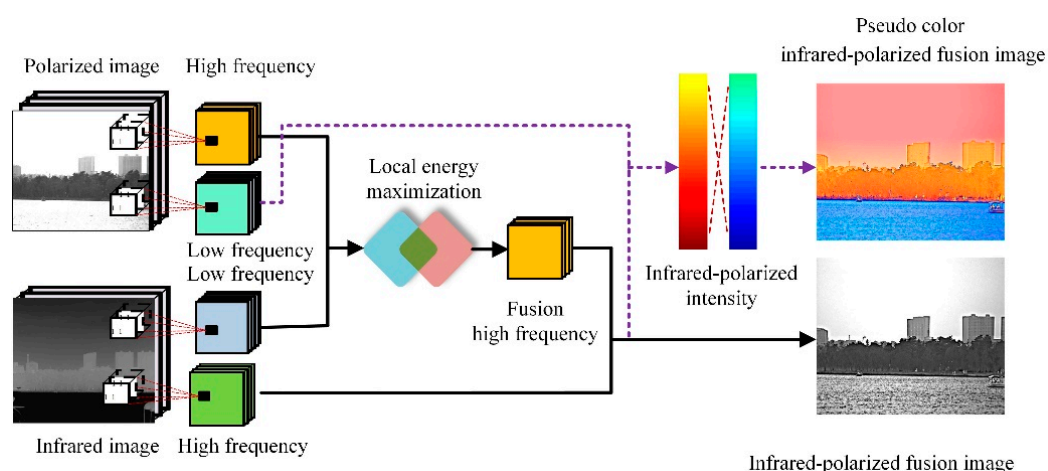 Pseudo color
infrared-polarized fusion image
Polarized image
High frequency
Local energy
maximization
Low frequency
Low frequency
Infrared-polarized
intensity
Fusion
high frequency
Infrared image
High frequency
Infrared-polarized fusion image